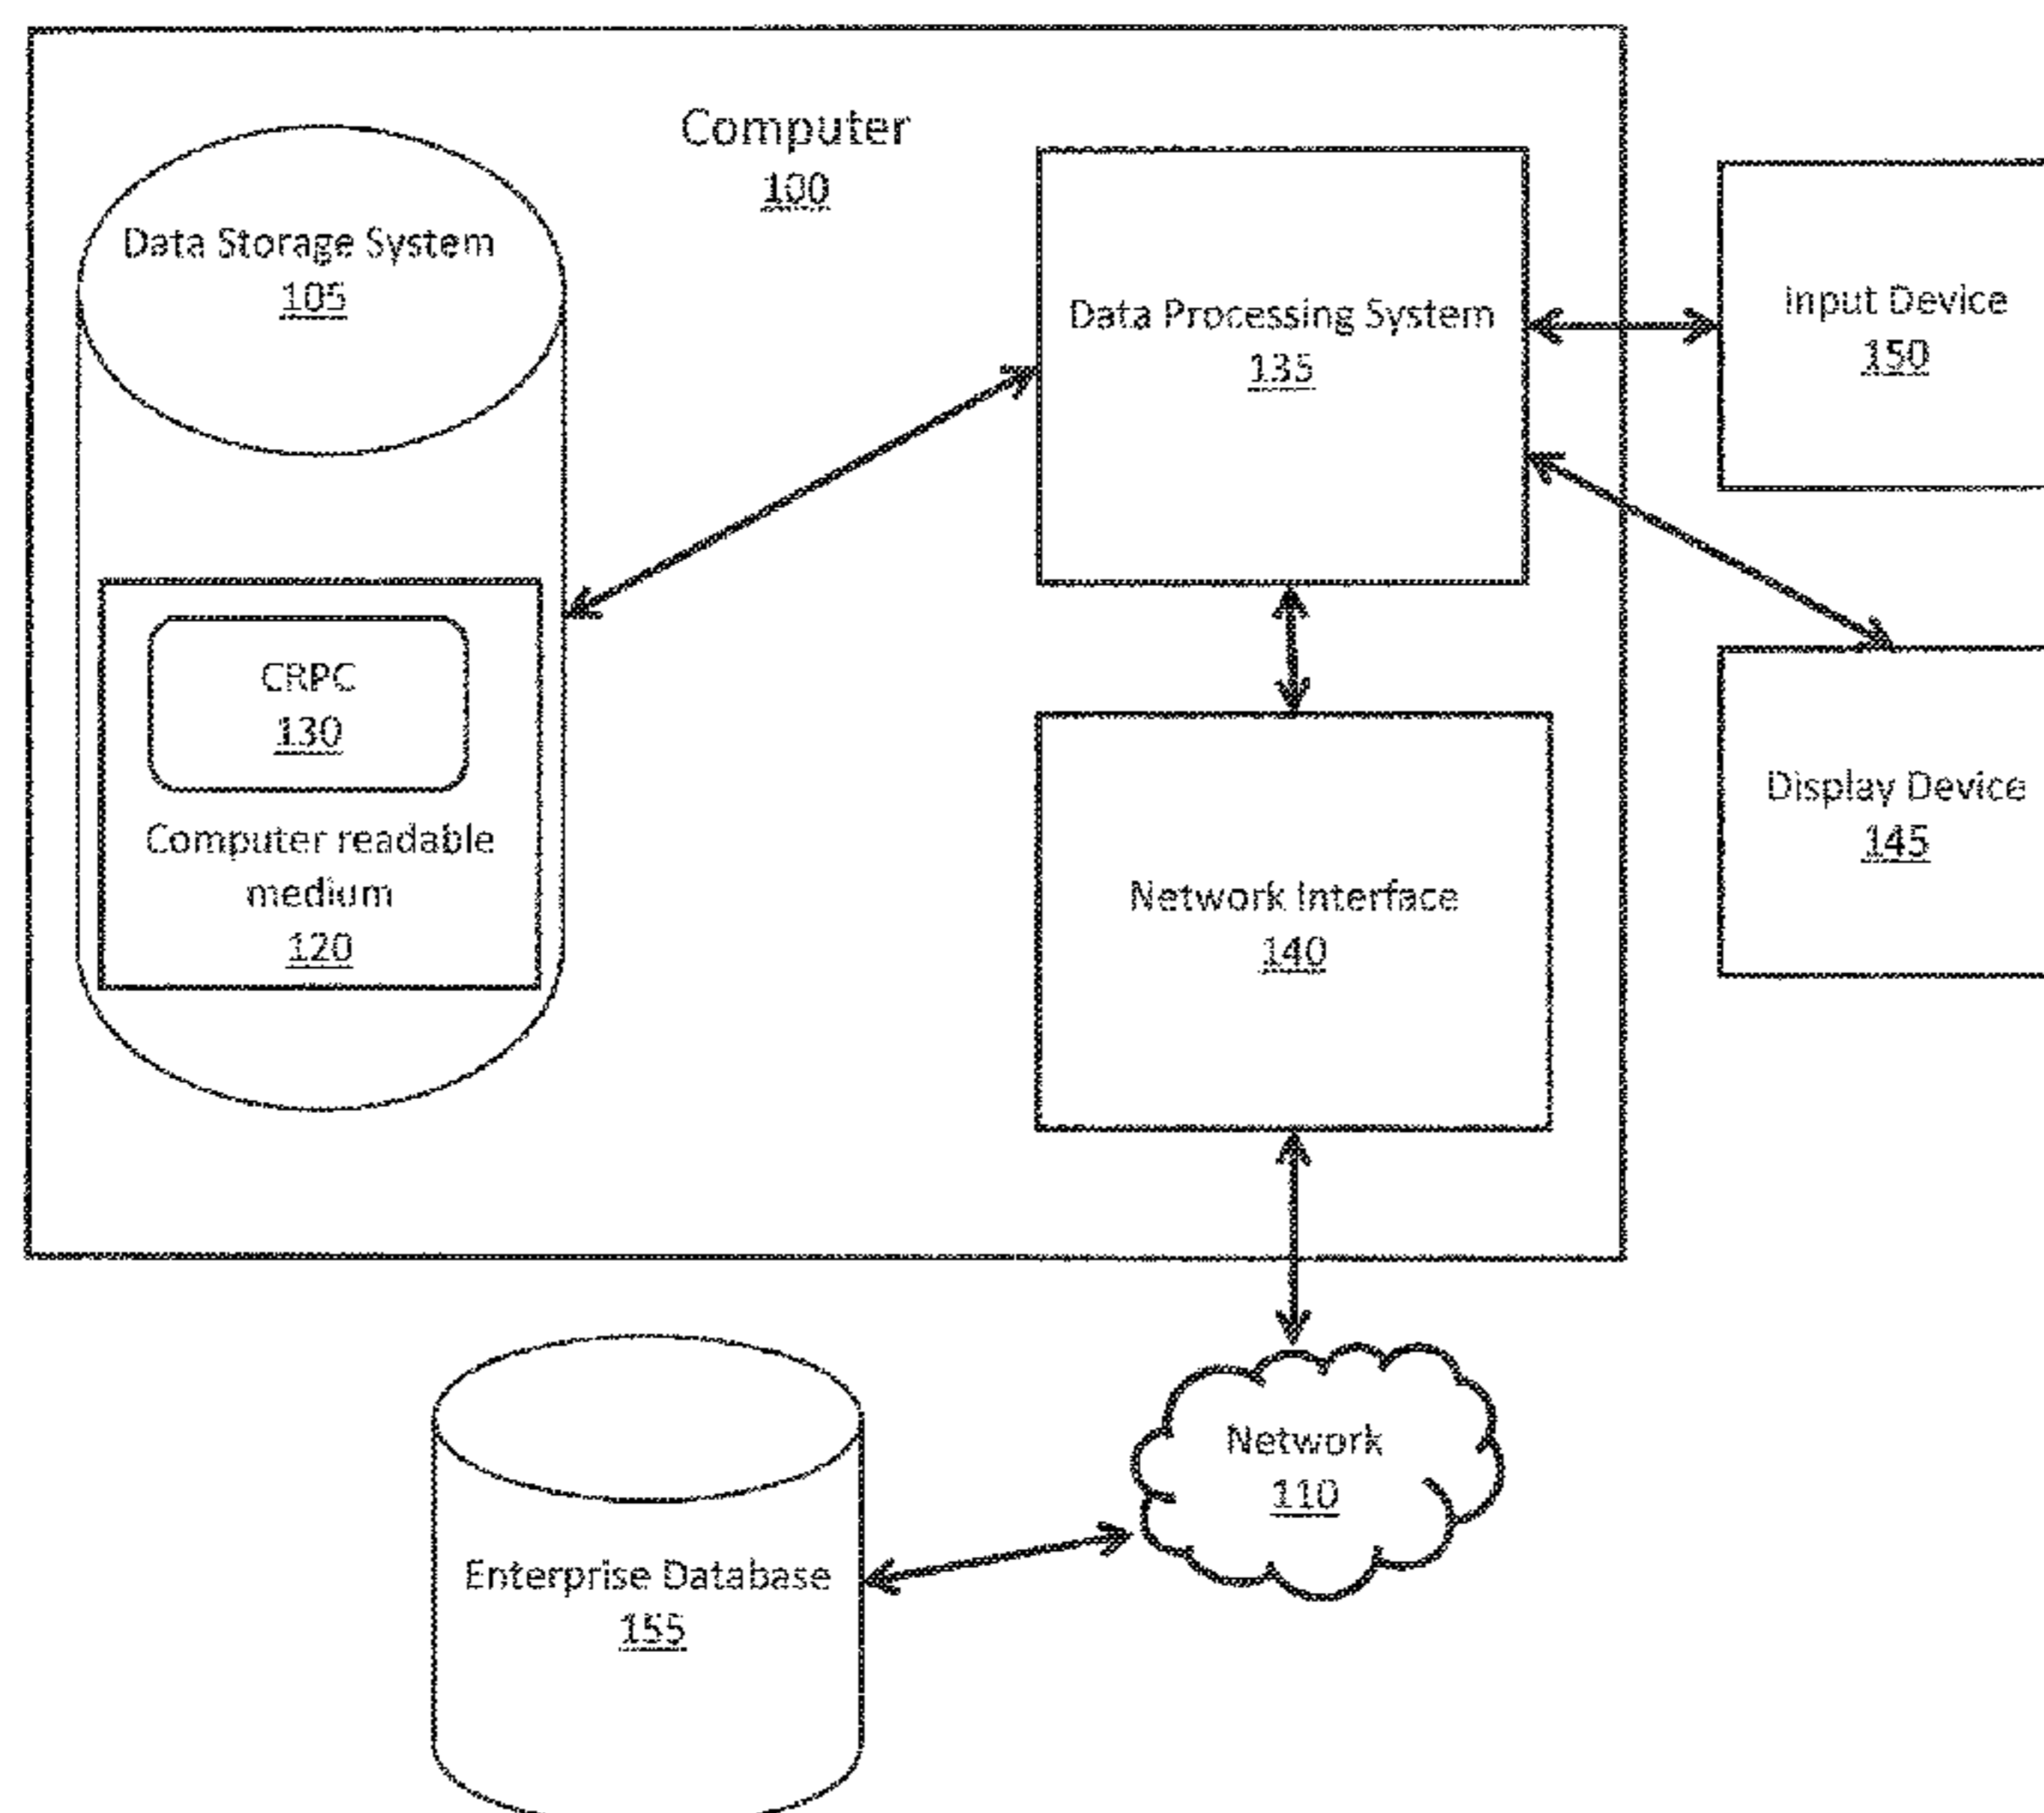 Computer
100
Data Storage System
105
Data Processing System
135
Input Device
150
CRPC
130
Computer readable
medium
120
Network Interface
140
Display Device
145
Network
110
Enterprise Database
155